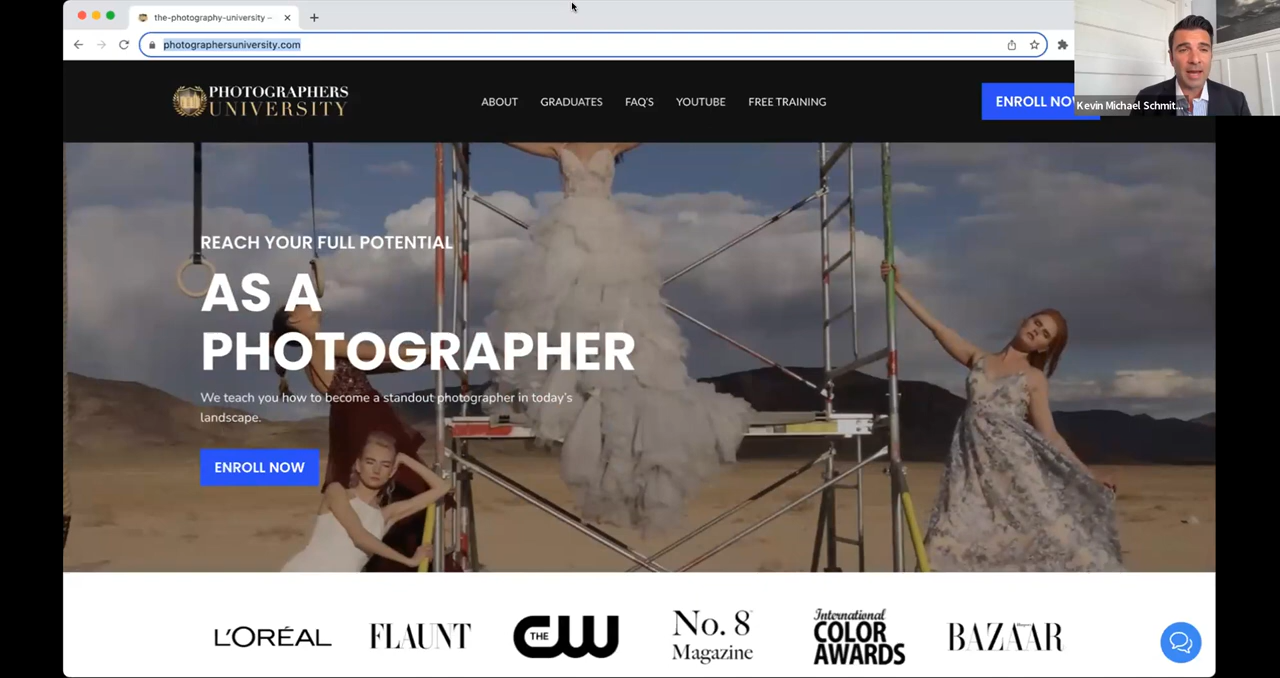 the-photography-university –
photographersuniversity.com
PHOTOGRAPHERS
UNIVERSITY
ABOUT
GRADUATES
FAQ'S
YOUTUBE
FREE TRAINING
ENROLL NOW
Kevin Michael Schmit...
REACH YOUR FULL POTENTIAL
AS A
PHOTOGRAPHER
We teach you how to become a standout photographer in today's
landscape.
ENROLL NOW
L'ORÉAL
FLAUNT
THE CW
No. 8
Magazine
International
COLOR
AWARDS
BAZAAR